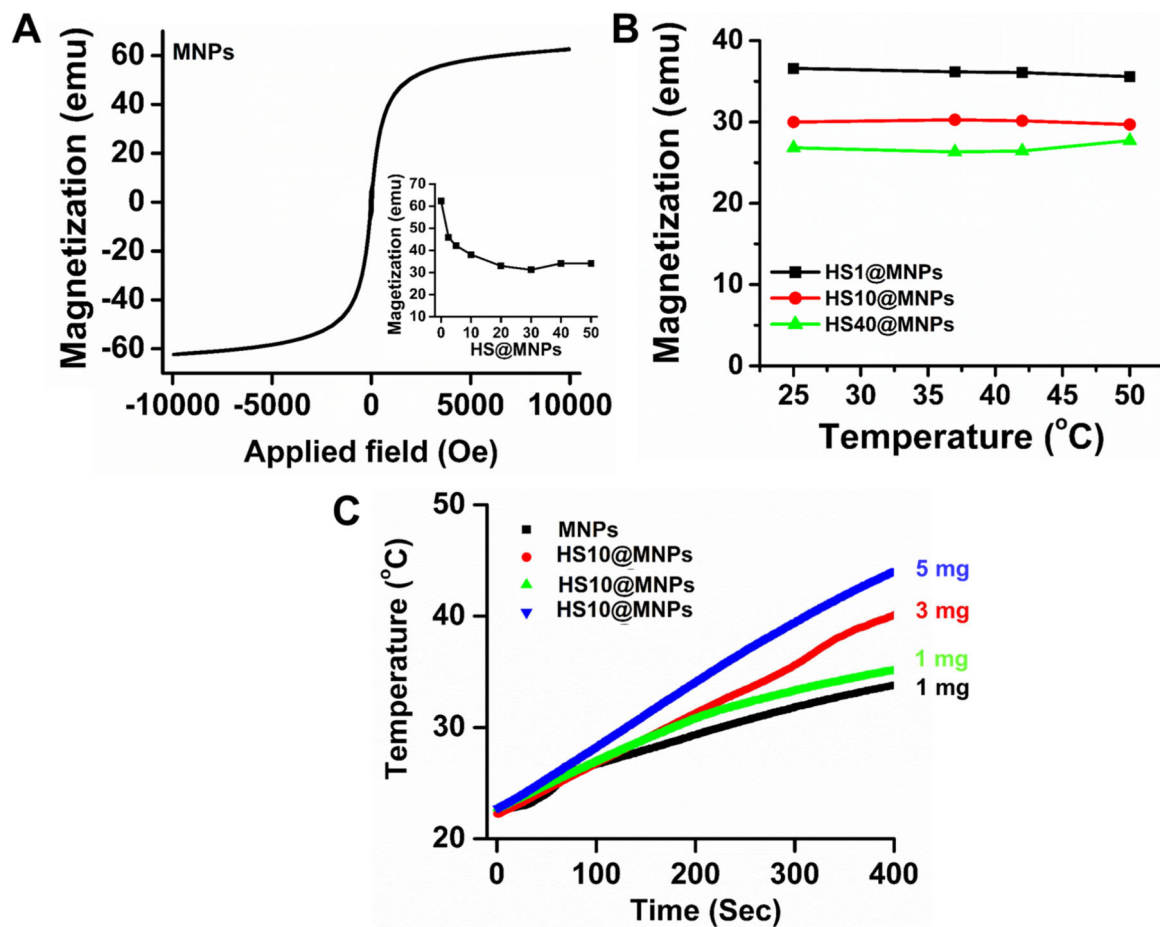 A
MNPs
Magnetization (emu)
60
40
20
0
-20
-40
-60
-10000 -5000 0 5000 10000
Applied field (Oe)
Magetization (emu)
70
60
50
40
30
20
10
0 10 20 30 40 50
HS@MNPs
B
Magnetization (emu)
40
30
20
10
0
HS1@MNPs
HS10@MNPs
HS40@MNPs
25 30 35 40 45 50
Temperature (°C)
C
Temperature (°C)
50
40
30
20
MNPs
HS10@MNPs
HS10@MNPs
HS10@MNPs
5 mg
3 mg
1 mg
1 mg
0 100 200 300 400
Time (Sec)